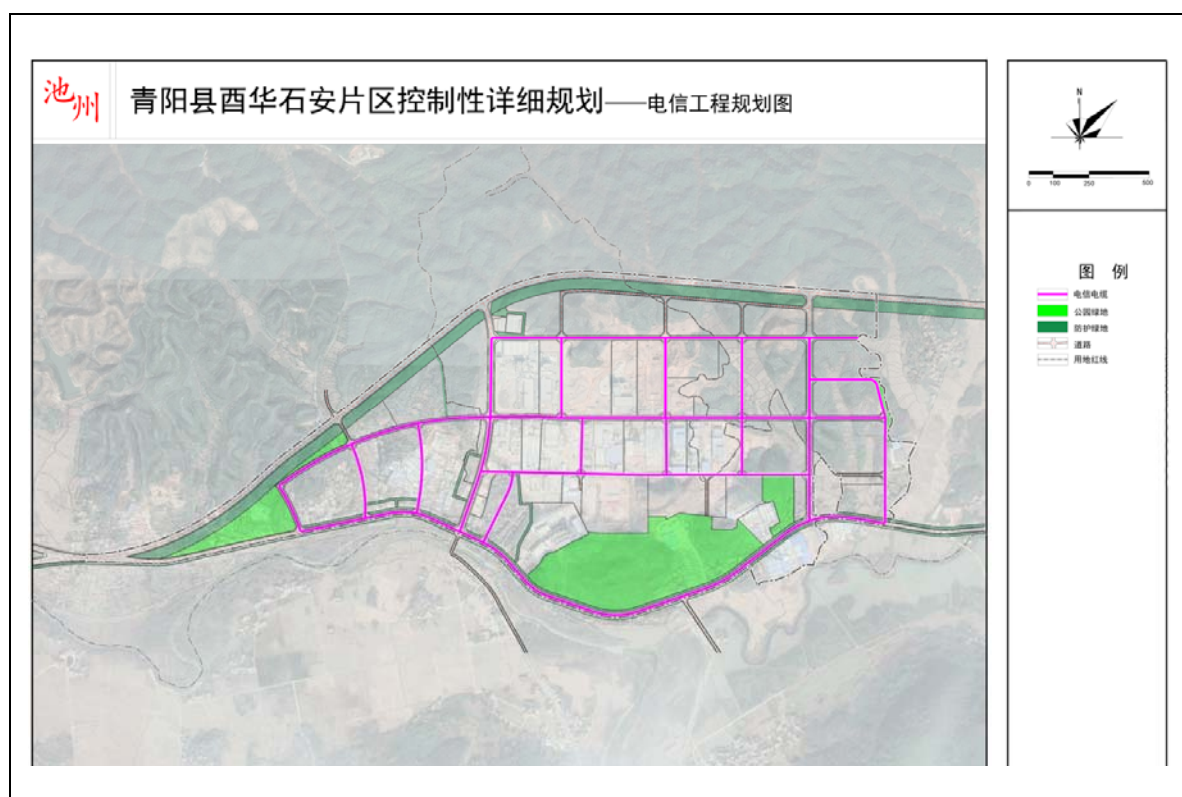 池州
青阳县酉华石安片区控制性详细规划——电信工程规划图
N
0 100 250 500
图 例
电信电缆
公园绿地
防护绿地
道路
用地红线